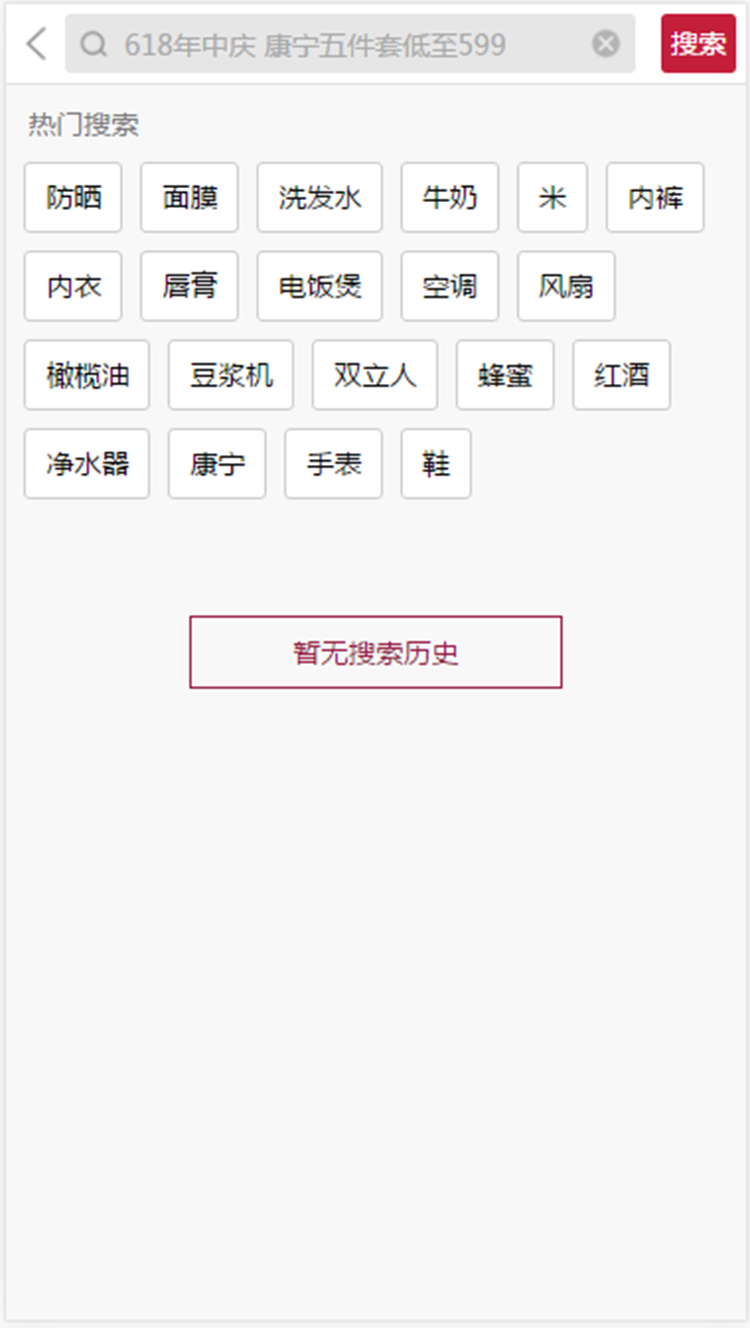 618年中庆 康宁五件套低至599 搜索
热门搜索
防晒 面膜 洗发水 牛奶 米 内裤
内衣 唇膏 电饭煲 空调 风扇
橄榄油 豆浆机 双立人 蜂蜜 红酒
净水器 康宁 手表 鞋
暂无搜索历史